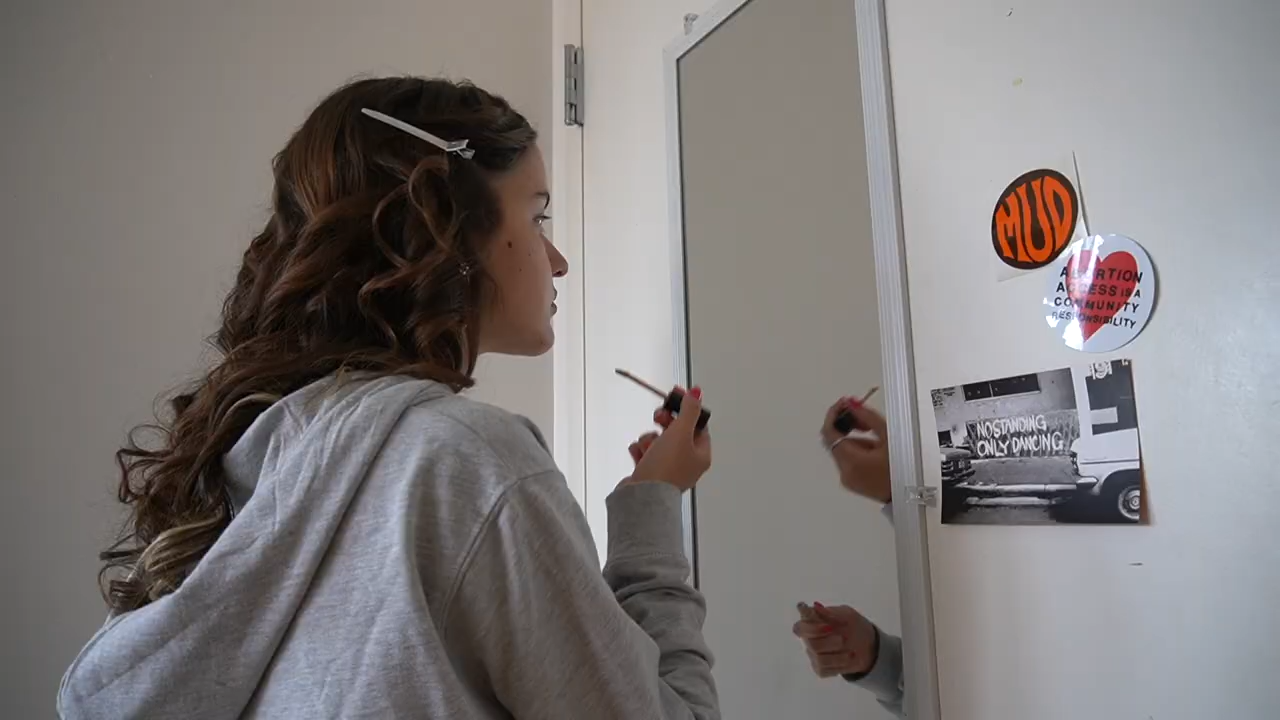 MUD
ABORTION
ACCESS IS A
COMMUNITY
RESPONSIBILITY
NO STANDING
ONLY DANCING